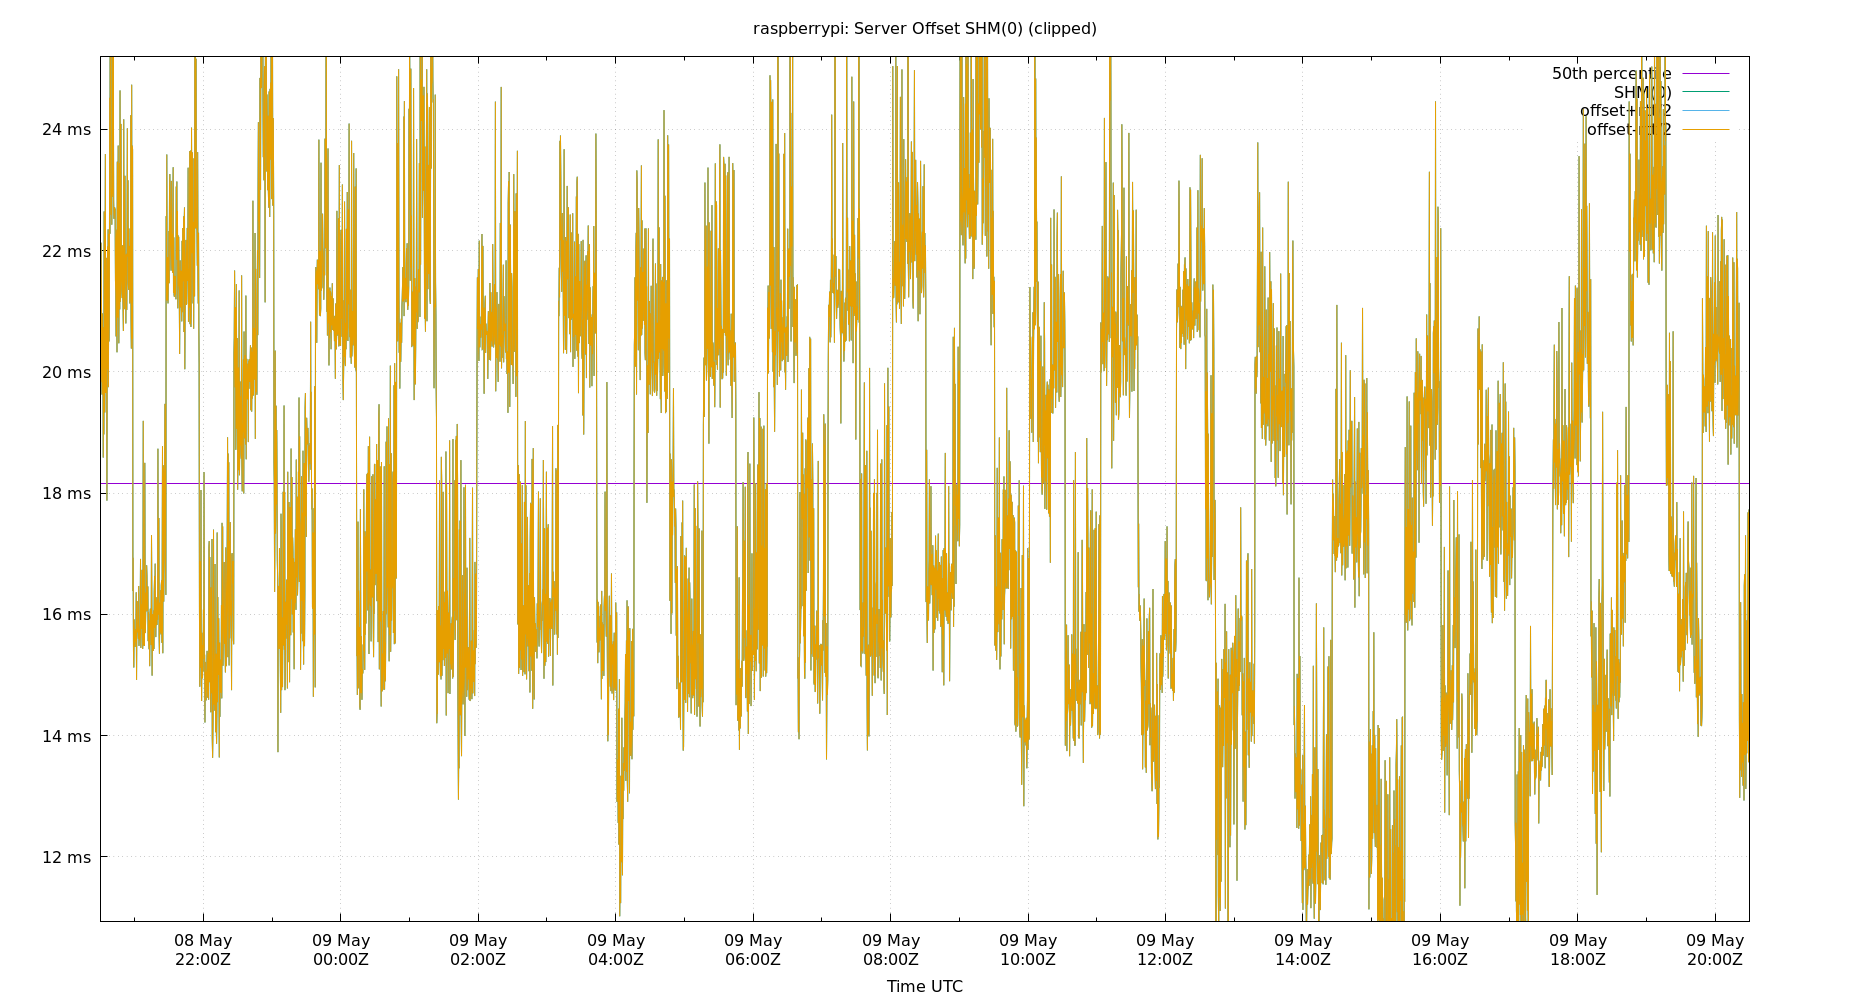 raspberrypi: Server Offset SHM(0) (clipped)
50th percentile
SHM(0)
offset+rtt/2
offset-rtt/2
24 ms
22 ms
20 ms
18 ms
16 ms
14 ms
12 ms
08 May 22:00Z
09 May 00:00Z
09 May 02:00Z
09 May 04:00Z
09 May 06:00Z
09 May 08:00Z
09 May 10:00Z
09 May 12:00Z
09 May 14:00Z
09 May 16:00Z
09 May 18:00Z
09 May 20:00Z
Time UTC